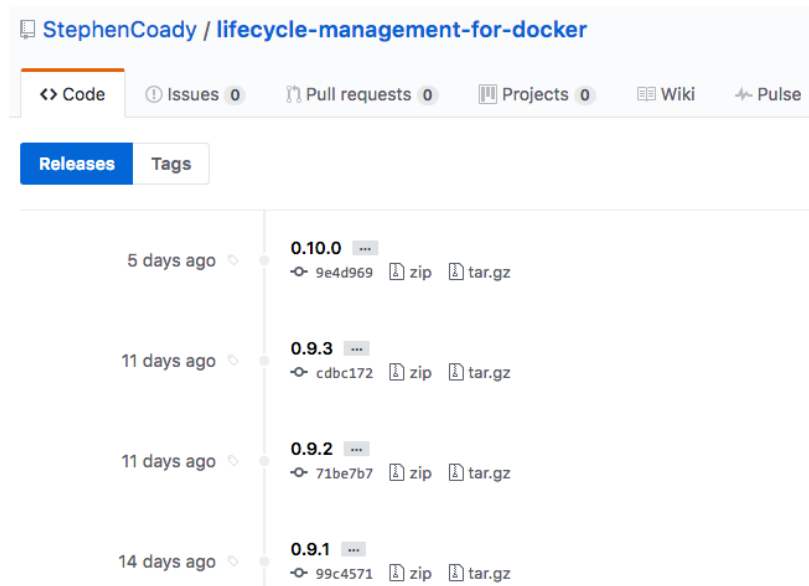 StephenCoady / lifecycle-management-for-docker
Code Issues 0 Pull requests 0 Projects 0 Wiki Pulse
Releases Tags
0.10.0 ...
5 days ago
9e4d969 zip tar.gz
0.9.3 ...
11 days ago
cdbc172 zip tar.gz
0.9.2 ...
11 days ago
71be7b7 zip tar.gz
0.9.1 ...
14 days ago
99c4571 zip tar.gz